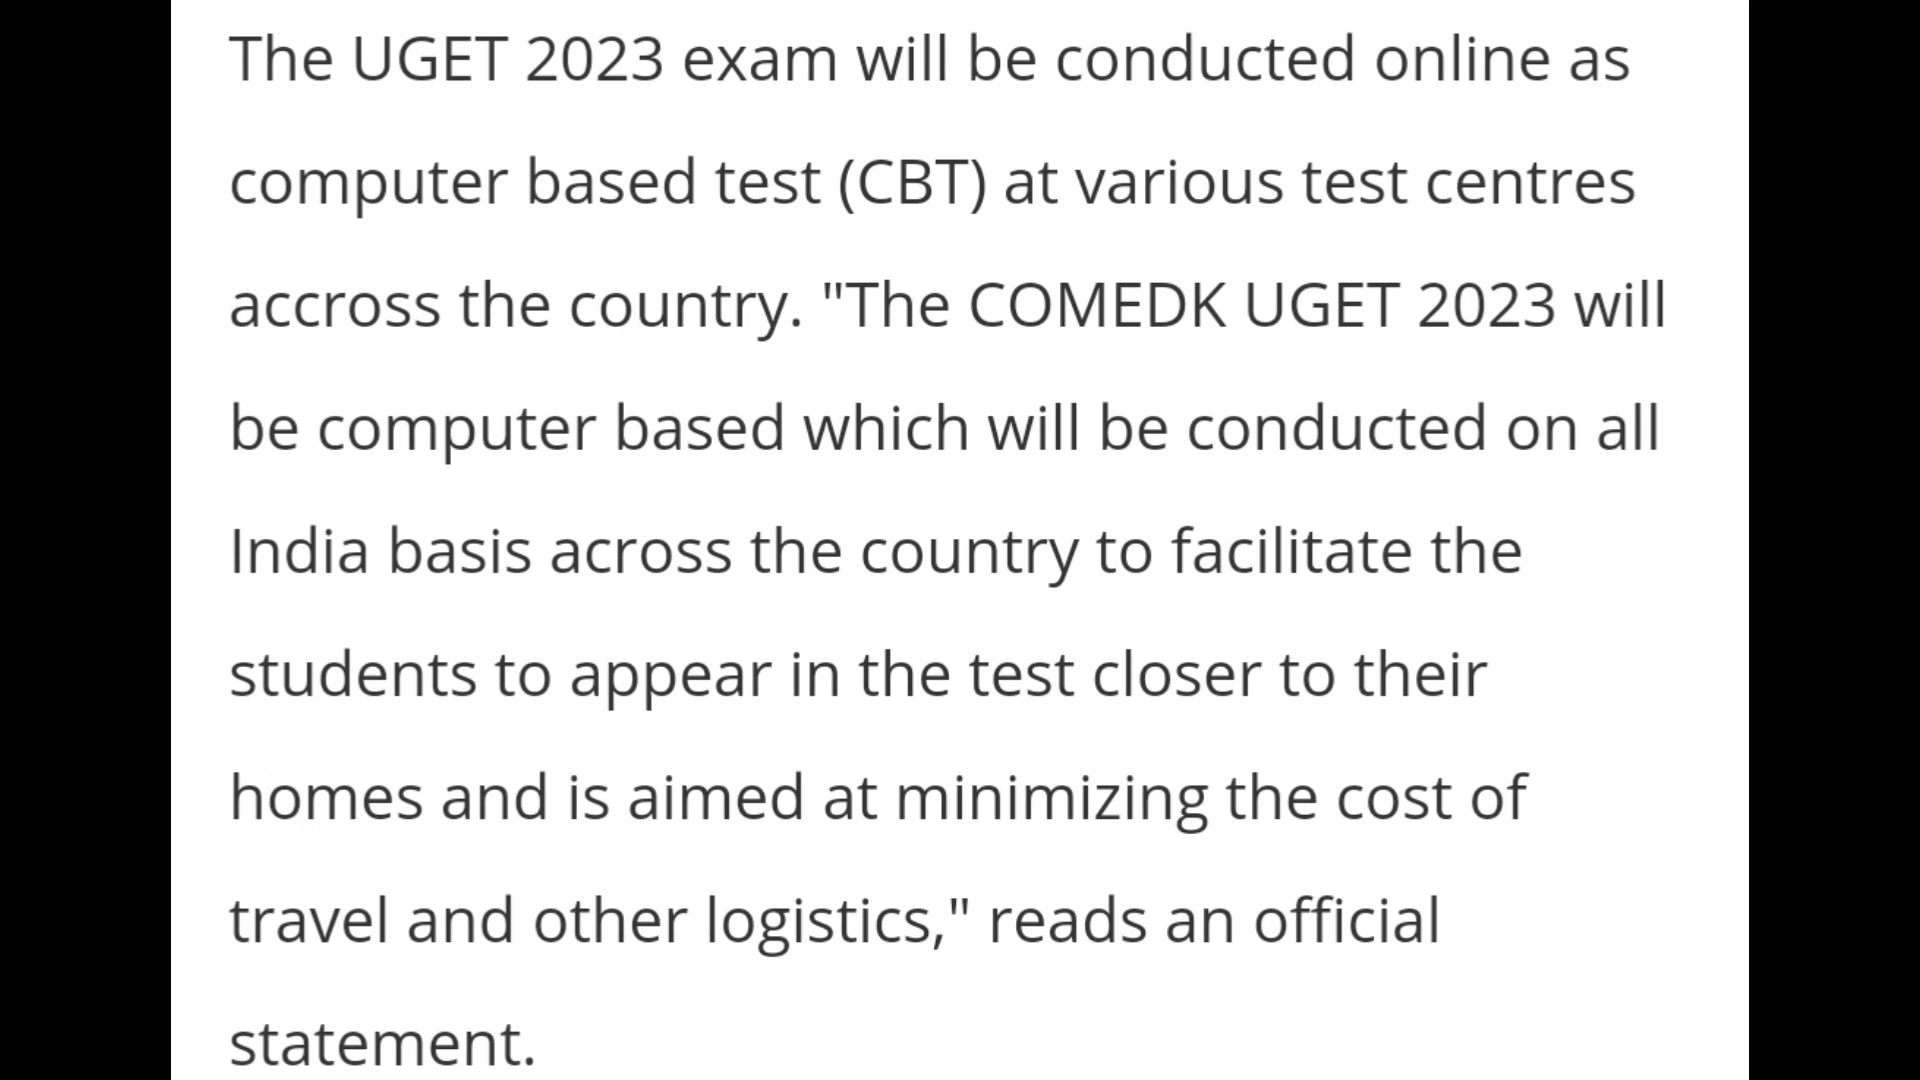 The UGET 2023 exam will be conducted online as
computer based test (CBT) at various test centres
accross the country. "The COMEDK UGET 2023 will
be computer based which will be conducted on all
India basis across the country to facilitate the
students to appear in the test closer to their
homes and is aimed at minimizing the cost of
travel and other logistics," reads an official
statement.